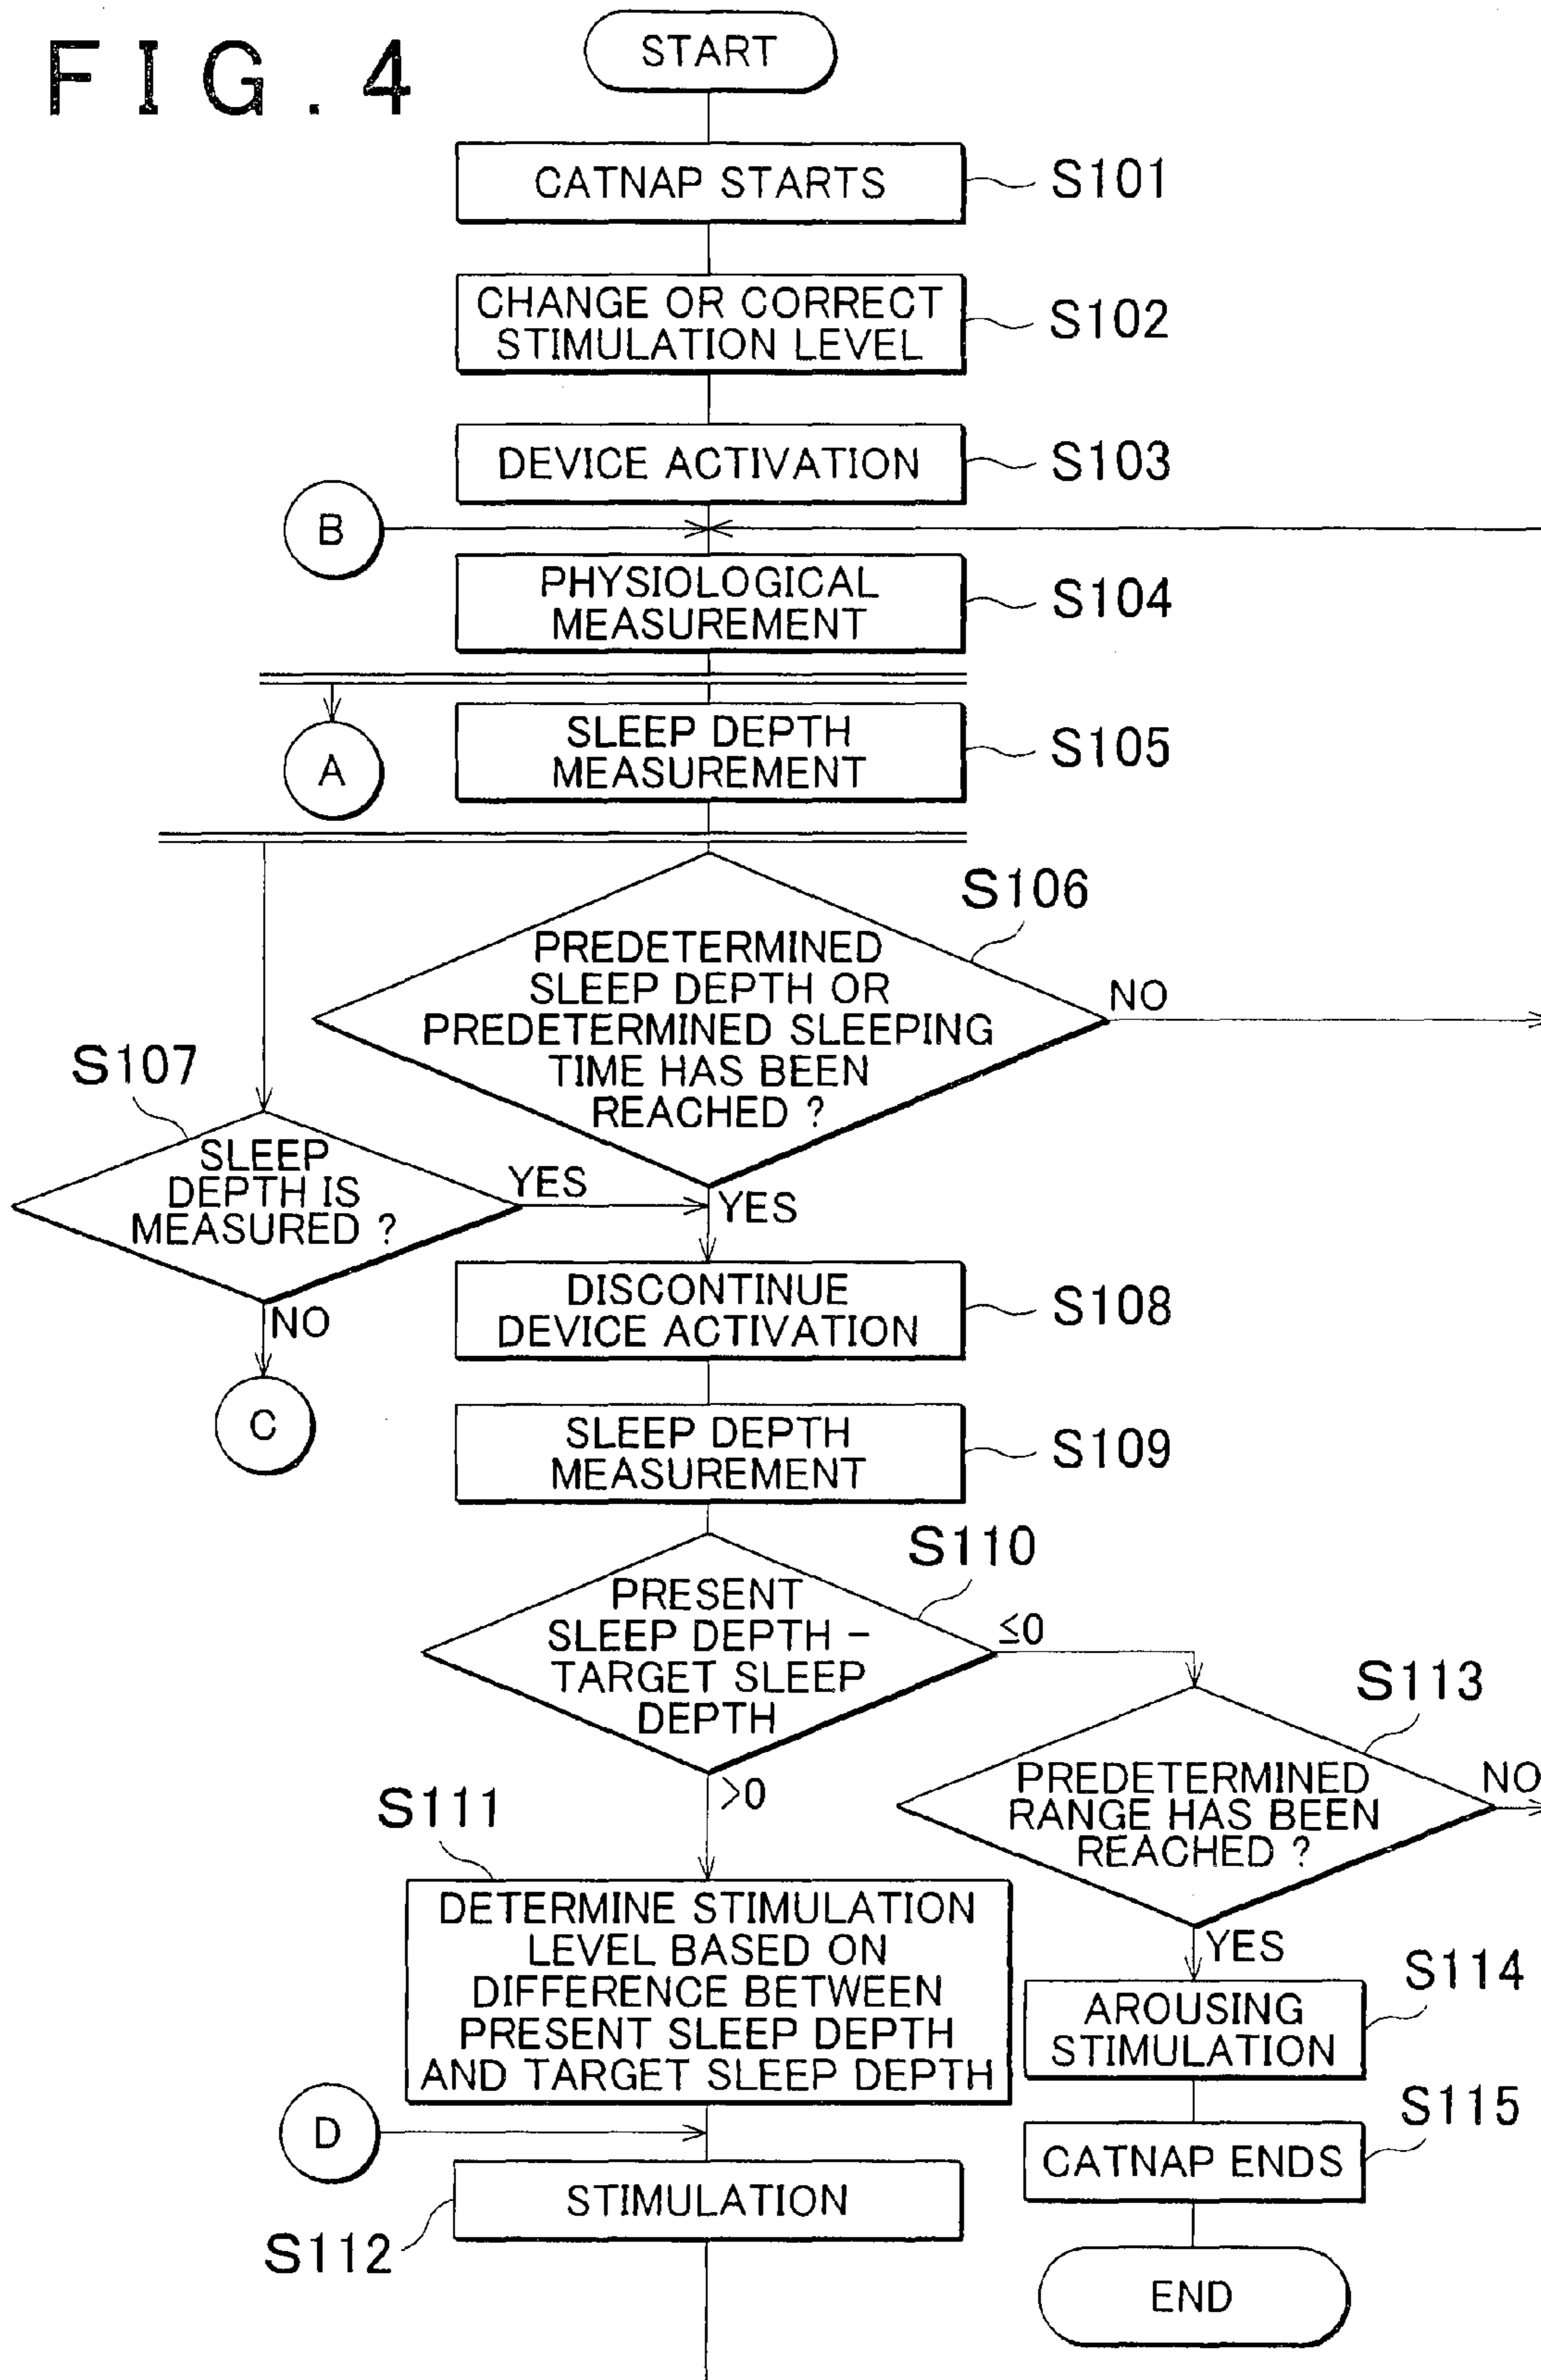 FIG. 4
START
CATNAP STARTS
S101
CHANGE OR CORRECT
STIMULATION LEVEL
S102
DEVICE ACTIVATION
S103
B
PHYSIOLOGICAL
MEASUREMENT
S104
A
SLEEP DEPTH
MEASUREMENT
S105
S106
PREDETERMINED
SLEEP DEPTH OR
PREDETERMINED SLEEPING
TIME HAS BEEN
REACHED ?
NO
S107
SLEEP
DEPTH IS
MEASURED ?
YES
YES
NO
C
DISCONTINUE
DEVICE ACTIVATION
S108
SLEEP DEPTH
MEASUREMENT
S109
S110
PRESENT
SLEEP DEPTH –
TARGET SLEEP
DEPTH
≤0
>0
S113
PREDETERMINED
RANGE HAS BEEN
REACHED ?
NO
YES
S111
DETERMINE STIMULATION
LEVEL BASED ON
DIFFERENCE BETWEEN
PRESENT SLEEP DEPTH
AND TARGET SLEEP DEPTH
S114
AROUSING
STIMULATION
D
S115
CATNAP ENDS
STIMULATION
S112
END